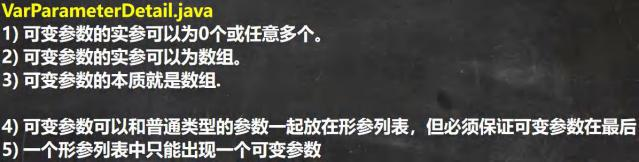 VarParameterDetail.java
1) 可变参数的实参可以为0个或任意多个。
2) 可变参数的实参可以为数组。
3) 可变参数的本质就是数组.
4) 可变参数可以和普通类型的参数一起放在形参列表，但必须保证可变参数在最后
5) 一个形参列表中只能出现一个可变参数